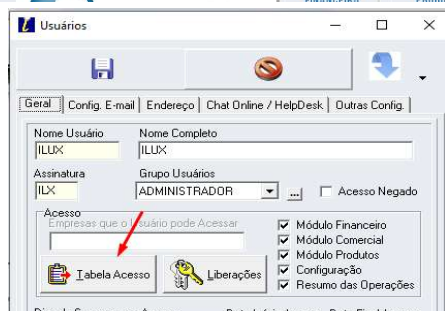 Usuários
Geral Config. E-mail Endereço Chat Online / HelpDesk Outras Config.
Nome Usuário Nome Completo
ILUX ILUX
Assinatura Grupo Usuários
ILX ADMINISTRADOR ... Acesso Negado
Acesso
Empresas que o Usuário pode Acessar
Módulo Financeiro
Módulo Comercial
Módulo Produtos
Configuração
Resumo das Operações
Tabela Acesso Liberações